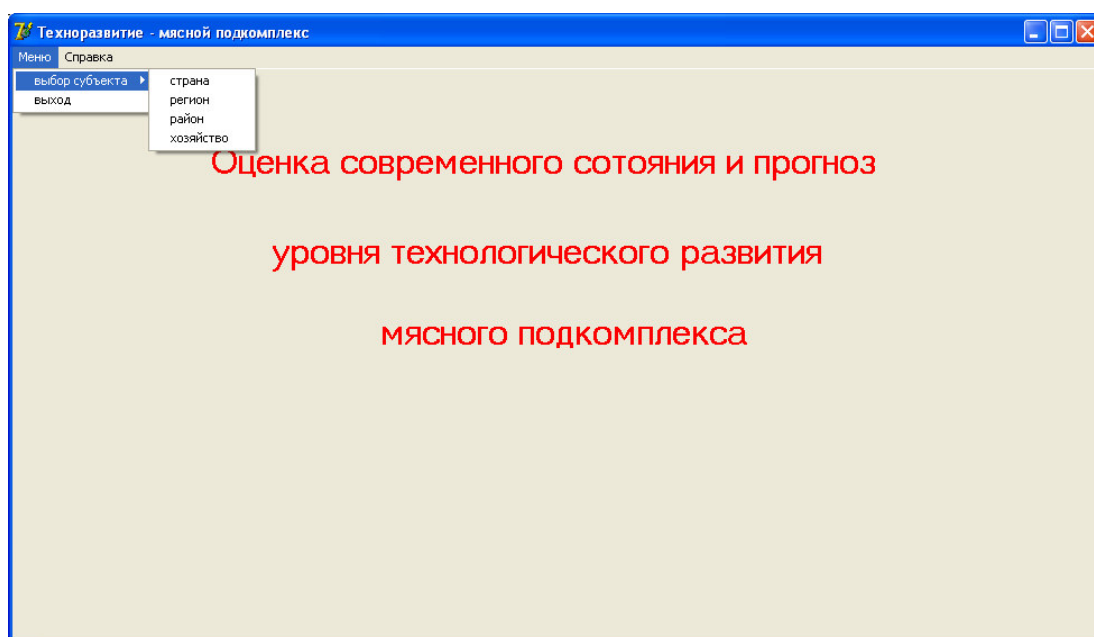 Техноразвитие - мясной подкомплекс
Меню Справка
выбор субъекта
выход
страна
регион
район
хозяйство
Оценка современного сотояния и прогноз
уровня технологического развития
мясного подкомплекса